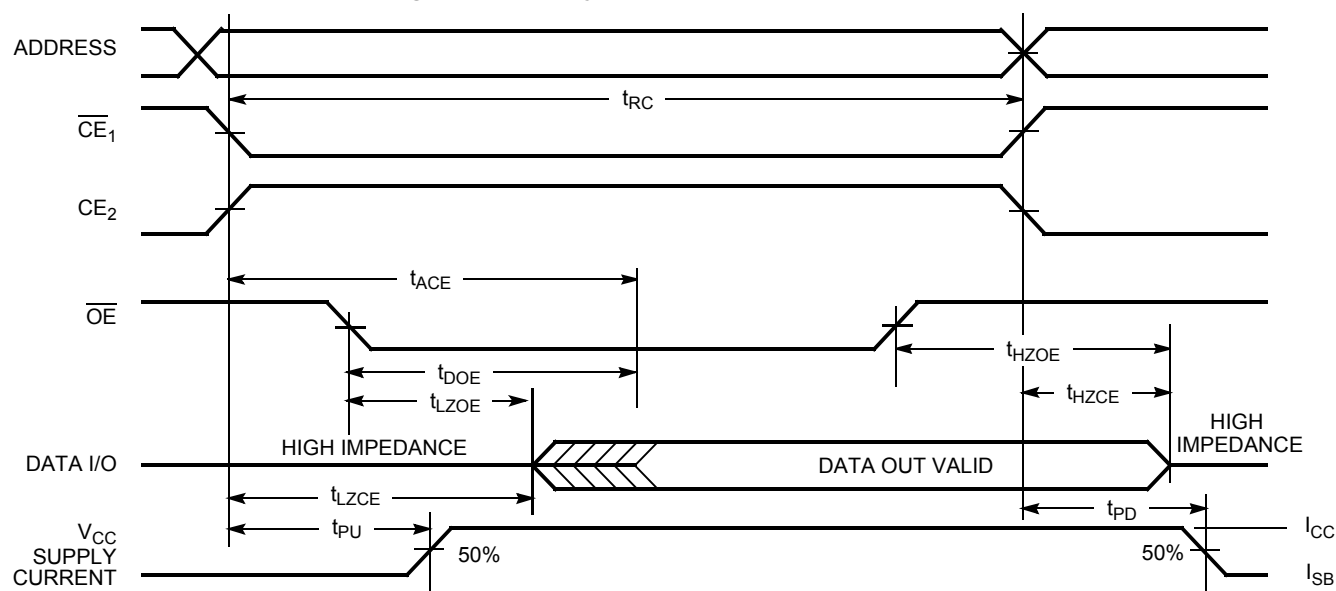 ADDRESS
tRC
CE1
CE2
tACE
OE
tHZOE
tDOE
tLZOE
tHZCE
HIGH IMPEDANCE
HIGH
IMPEDANCE
DATA I/O
DATA OUT VALID
tLZCE
tPD
tPU
VCC
SUPPLY
CURRENT
50%
50%
ICC
ISB